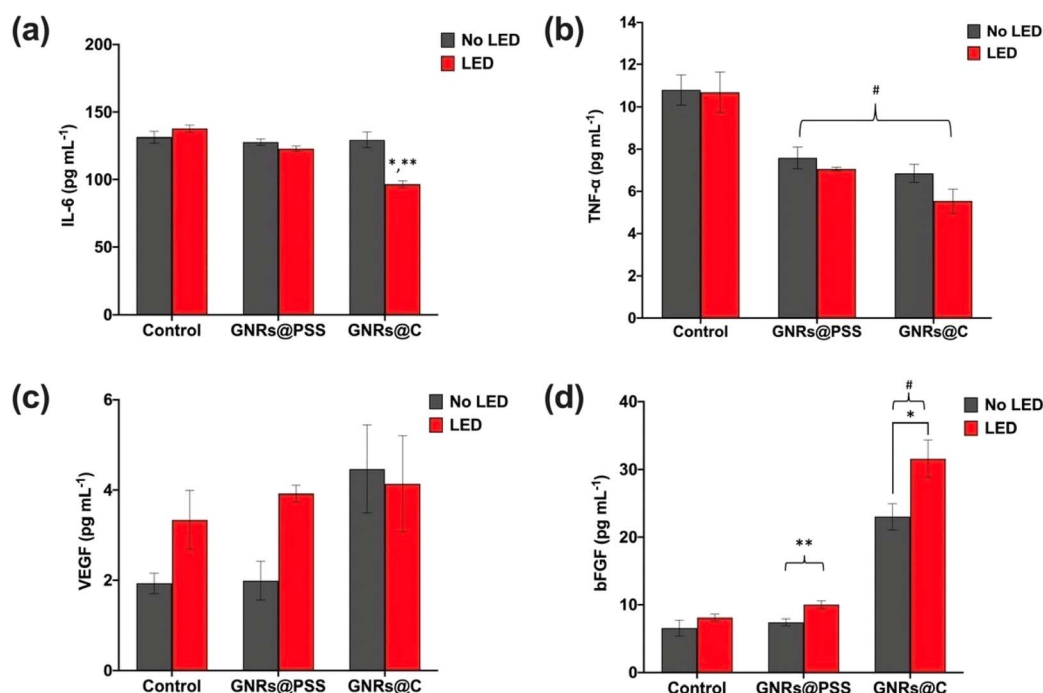 (a)
No LED
LED
200
150
100
50
0
IL-6 (pg mL⁻¹)
*,**
Control
GNRs@PSS
GNRs@C
(b)
No LED
LED
14
12
10
8
6
4
2
0
TNF-α (pg mL⁻¹)
#
Control
GNRs@PSS
GNRs@C
(c)
No LED
LED
6
4
2
0
VEGF (pg mL⁻¹)
Control
GNRs@PSS
GNRs@C
(d)
No LED
LED
40
30
20
10
0
bFGF (pg mL⁻¹)
#
*
**
Control
GNRs@PSS
GNRs@C